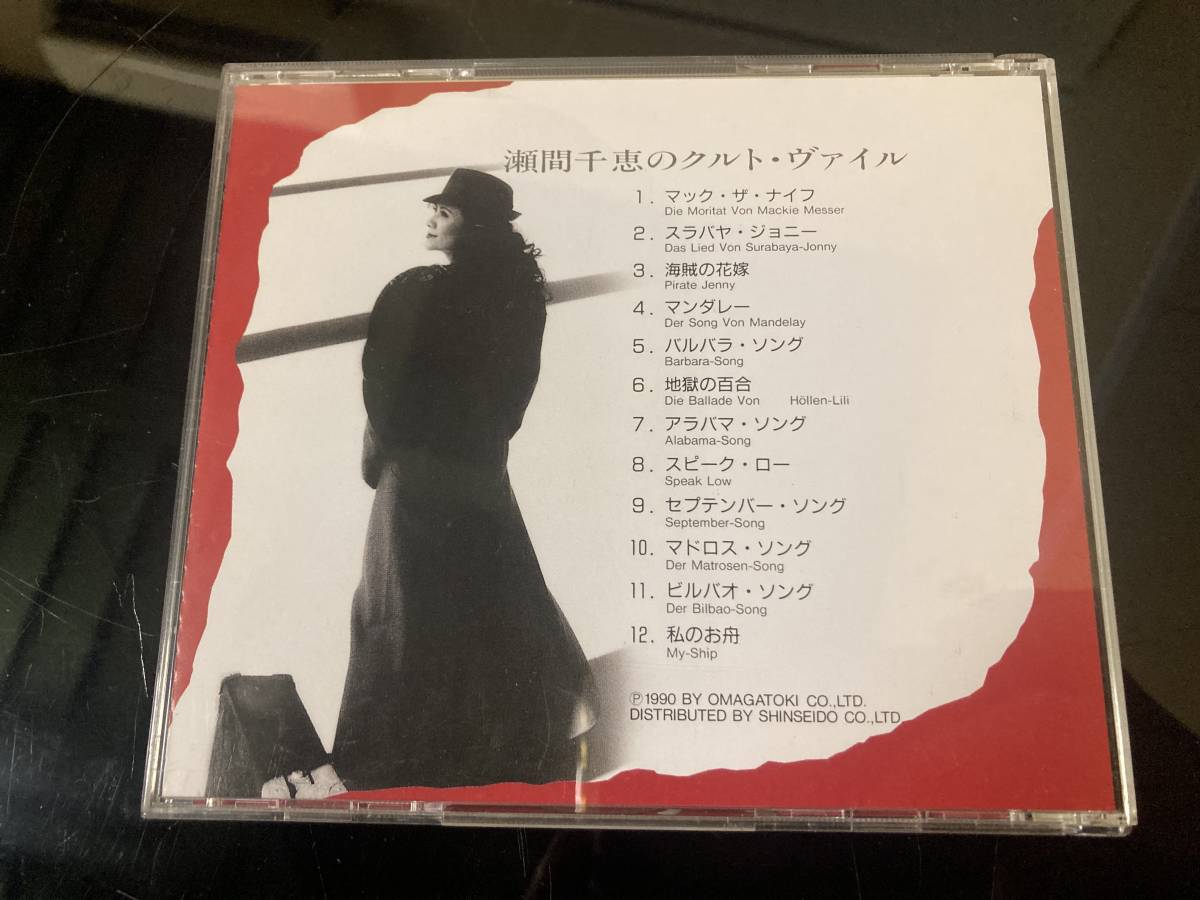 瀬間千恵のクルト・ヴァイル
1. マック・ザ・ナイフ
Die Moritat Von Mackie Messer
2. スラバヤ・ジョニー
Das Lied Von Surabaya-Jonny
3. 海賊の花嫁
Pirate Jenny
4. マンダレー
Der Song Von Mandelay
5. バルバラ・ソング
Barbara-Song
6. 地獄の百合
Die Ballade Von Höllen-Lili
7. アラバマ・ソング
Alabama-Song
8. スピーク・ロー
Speak Low
9. セプテンバー・ソング
September-Song
10. マドロス・ソング
Der Matrosen-Song
11. ビルバオ・ソング
Der Bilbao-Song
12. 私のお舟
My-Ship
℗1990 BY OMAGATOKI CO.,LTD.
DISTRIBUTED BY SHINSEIDO CO.,LTD